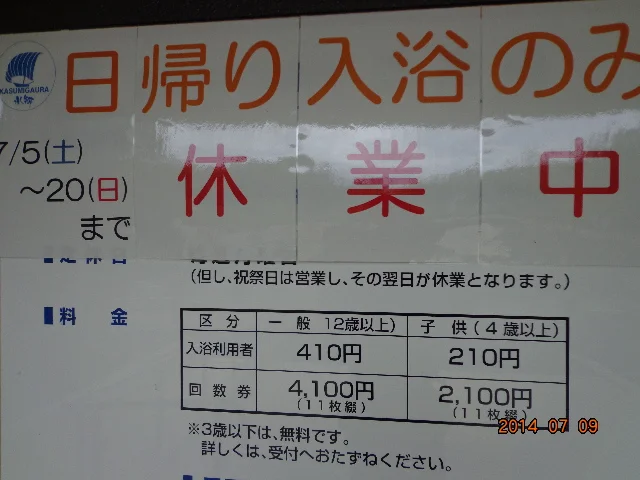 KASUMIGAURA
日帰り入浴のみ
7/5(土)
～20(日)
まで
休業中
(但し、祝祭日は営業し、その翌日が休業となります。)
■料 金
区 分 一 般 12歳以上) 子 供(4歳以上)
入浴利用者 410円 210円
回 数 券 4,100円 2,100円
(11枚綴) (11枚綴)
※3歳以下は、無料です。
詳しくは、受付へおたずねください。
2014 07 09